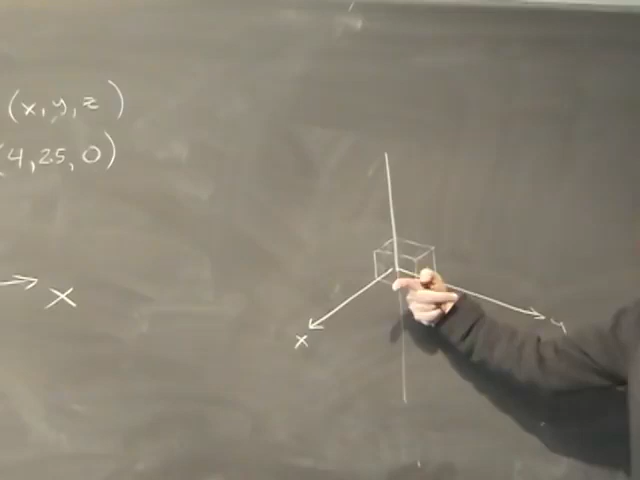 (x,y,z)
(4,25,0)
X
x
y